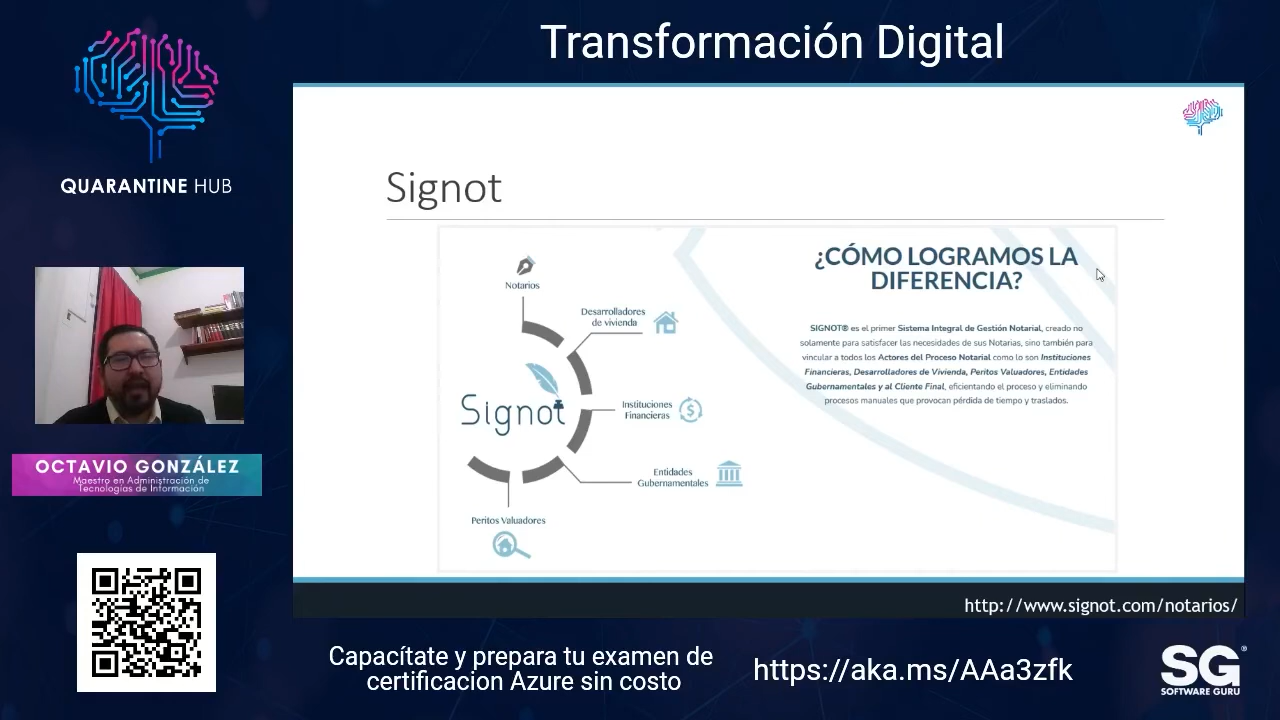 Transformación Digital
QUARANTINE HUB
Signot
¿CÓMO LOGRAMOS LA
DIFERENCIA?
SIGNOT® es el primer Sistema Integral de Gestión Notarial, creado no
solamente para satisfacer las necesidades de sus Notarias, sino también para
vincular a todos los Actores del Proceso Notarial como lo son Instituciones
Financieras, Desarrolladores de Vivienda, Peritos Valuadores, Entidades
Gubernamentales y al Cliente Final, eficientando el proceso y eliminando
procesos manuales que provocan pérdida de tiempo y traslados.
Notarios
Desarrolladores
de vivienda
Signot
Instituciones
Financieras
Entidades
Gubernamentales
Peritos Valuadores
OCTAVIO GONZÁLEZ
Maestro en Administración de
Tecnologías de Información
http://www.signot.com/notarios/
Capacítate y prepara tu examen de
certificacion Azure sin costo
https://aka.ms/AAa3zfk
SG®
SOFTWARE GURU